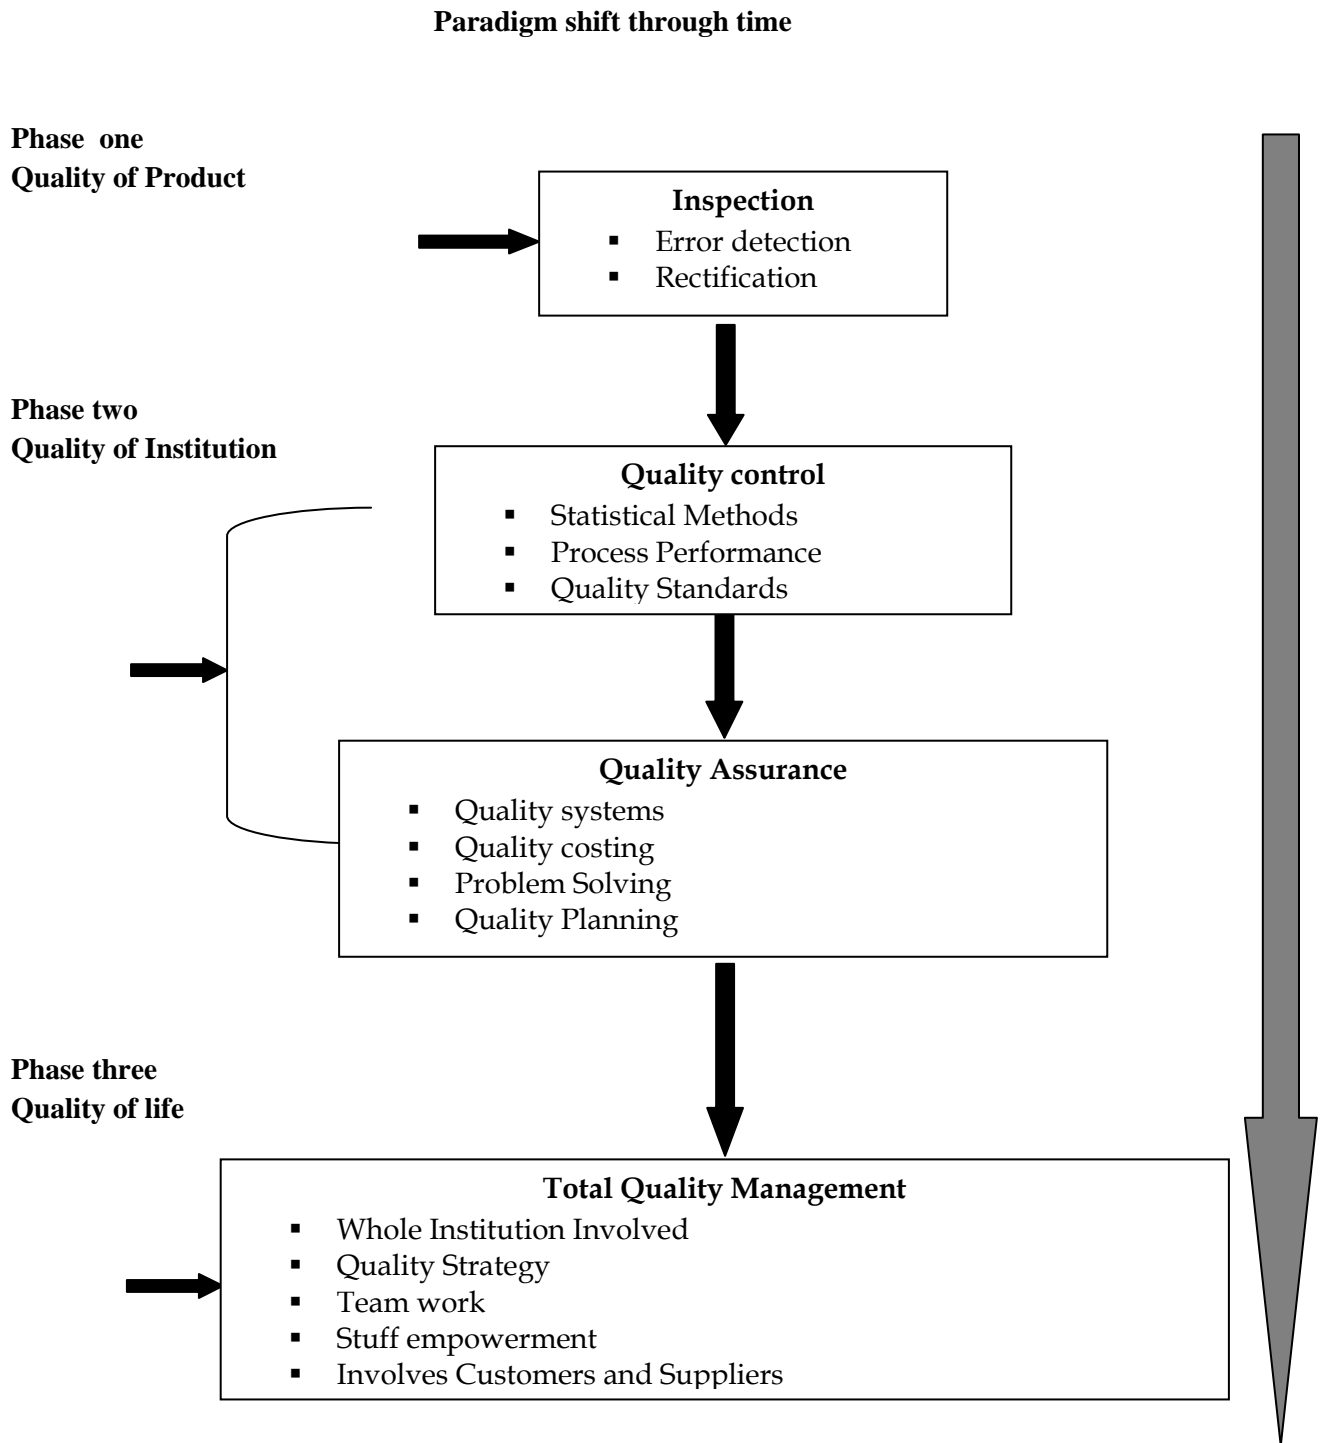 Paradigm shift through time
Phase one
Quality of Product
Inspection
▪ Error detection
▪ Rectification
Phase two
Quality of Institution
Quality control
▪ Statistical Methods
▪ Process Performance
▪ Quality Standards
Quality Assurance
▪ Quality systems
▪ Quality costing
▪ Problem Solving
▪ Quality Planning
Phase three
Quality of life
Total Quality Management
▪ Whole Institution Involved
▪ Quality Strategy
▪ Team work
▪ Stuff empowerment
▪ Involves Customers and Suppliers